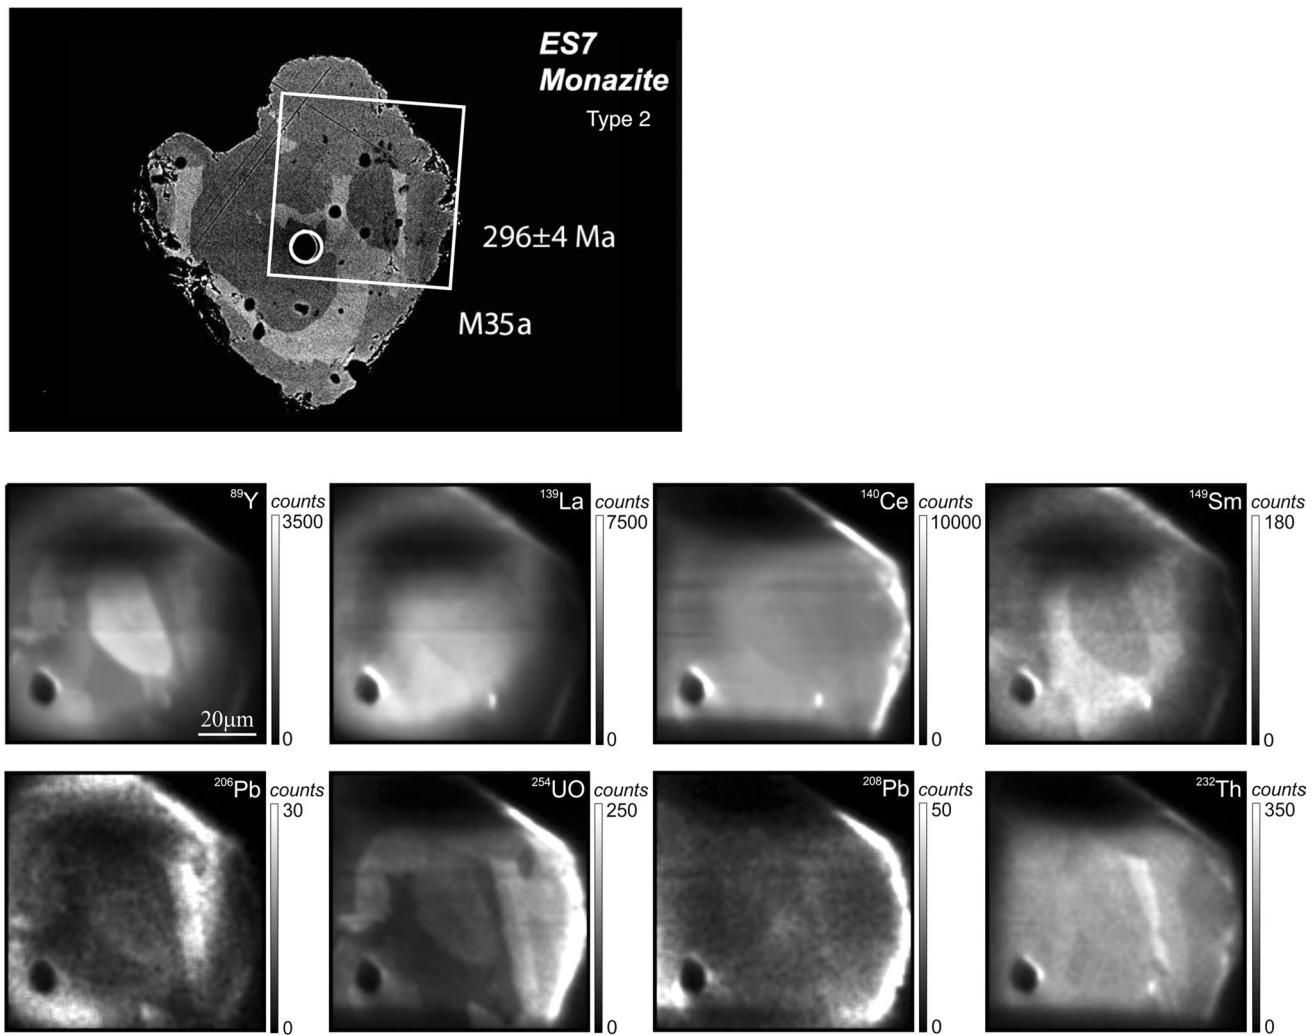 ES7
Monazite
Type 2
296±4 Ma
M35a
⁸⁹Y counts
3500
20μm
0
¹³⁹La counts
7500
0
¹⁴⁰Ce counts
10000
0
¹⁴⁹Sm counts
180
0
²⁰⁶Pb counts
30
0
²⁵⁴UO counts
250
0
²⁰⁸Pb counts
50
0
²³²Th counts
350
0